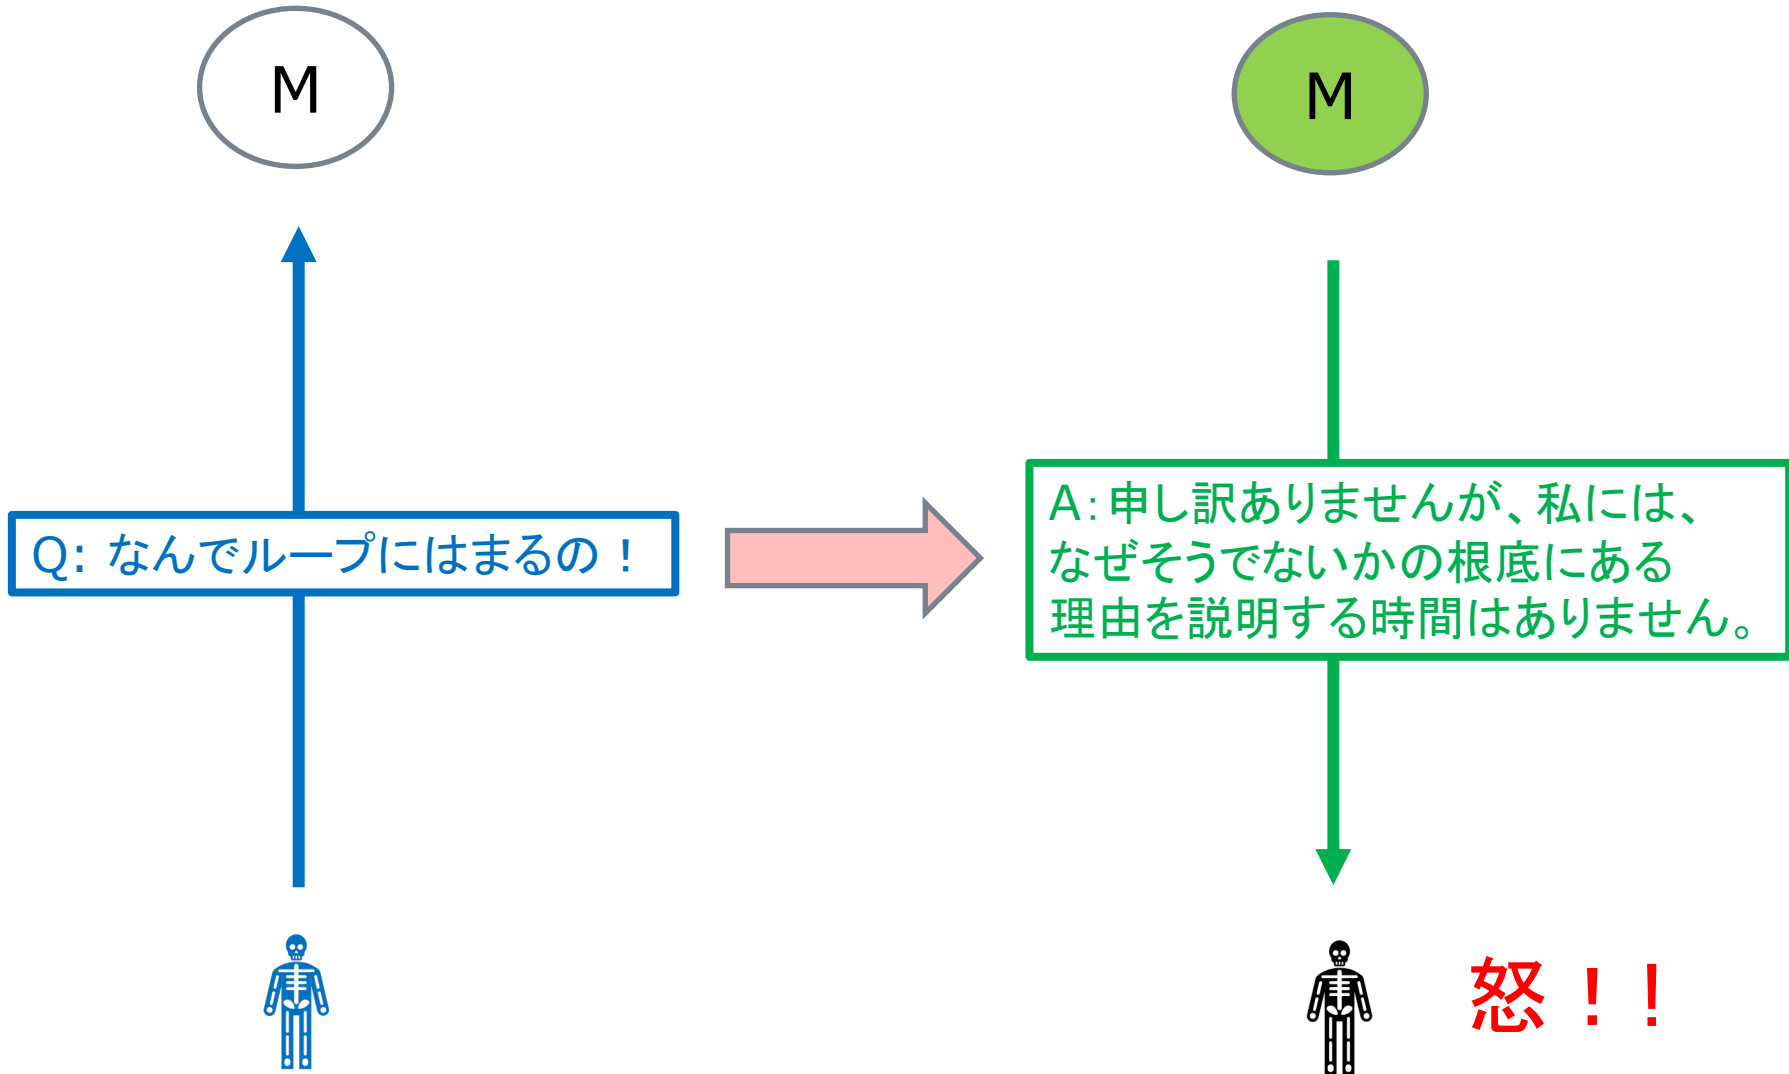 M
M
Q: なんでループにはまるの！
A：申し訳ありませんが、私には、
なぜそうでないかの根底にある
理由を説明する時間はありません。
怒！！